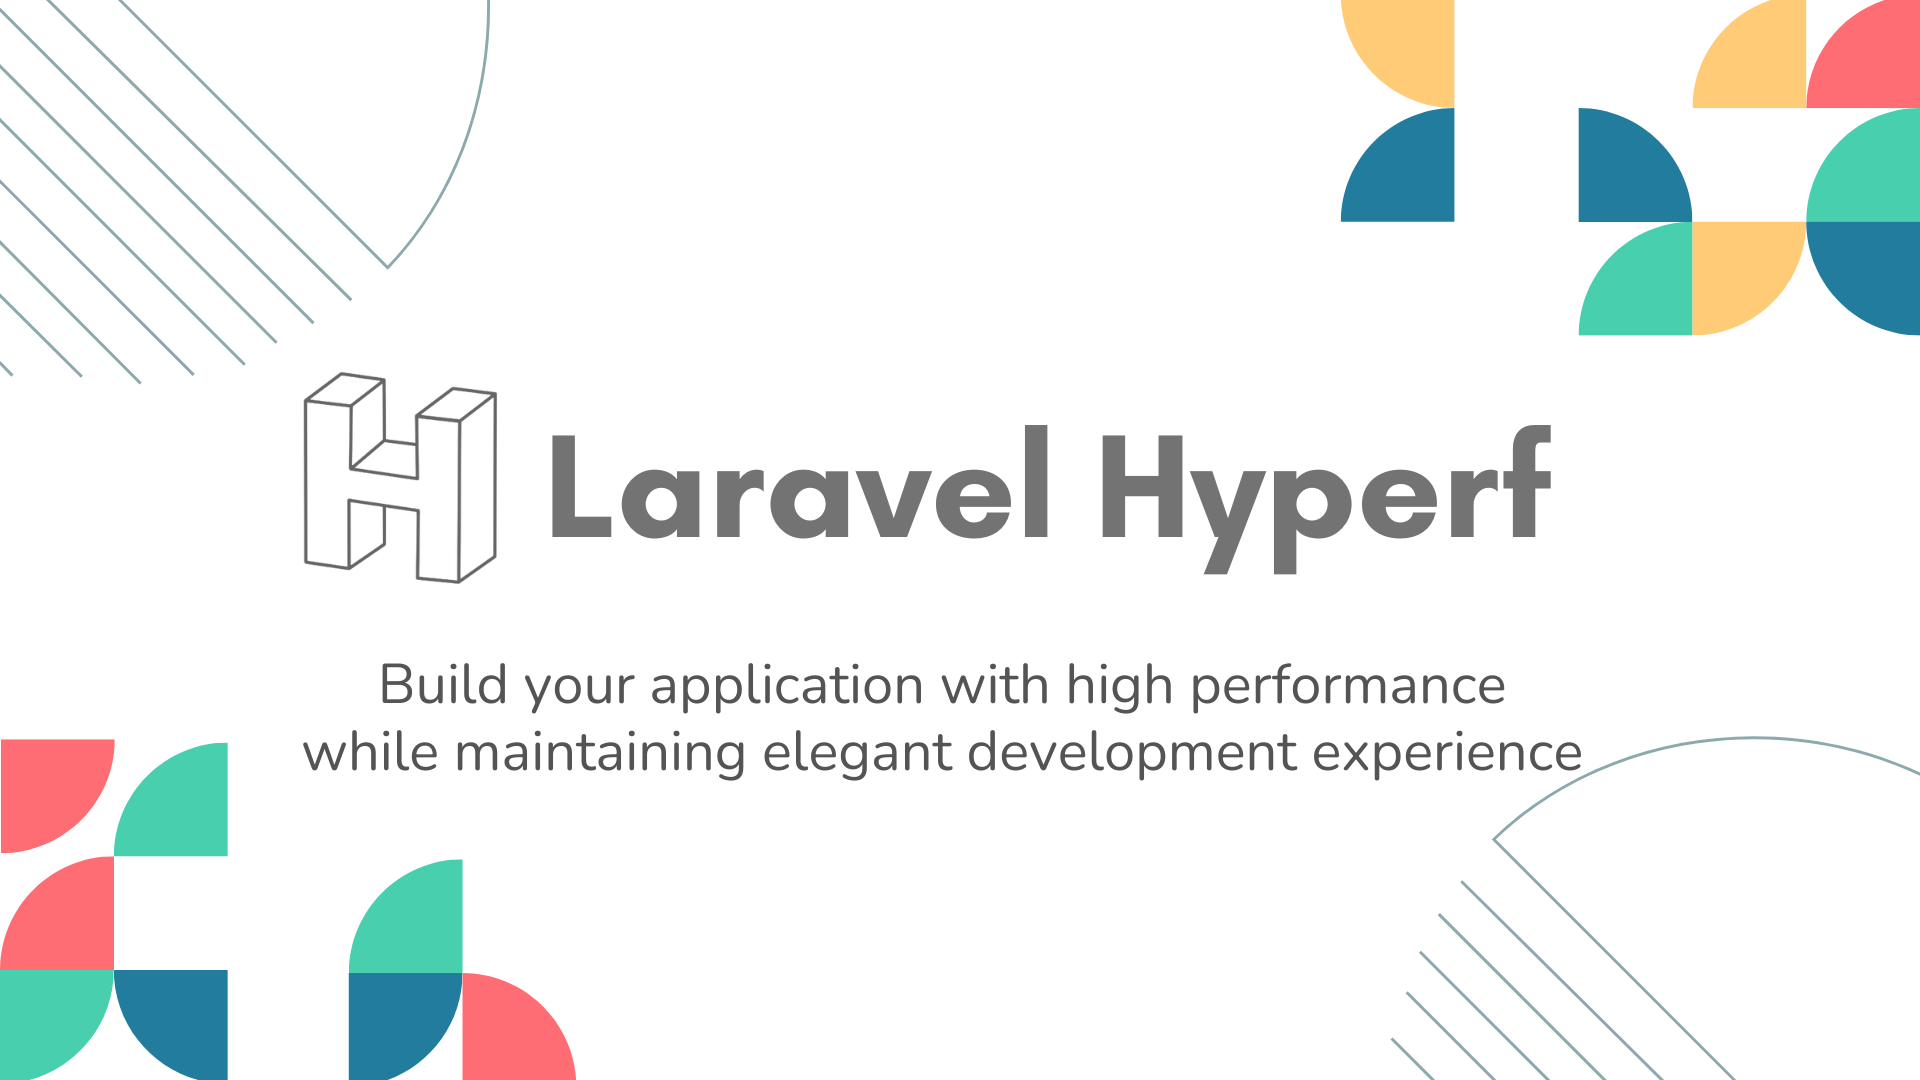 H Laravel Hyperf
Build your application with high performance
while maintaining elegant development experience